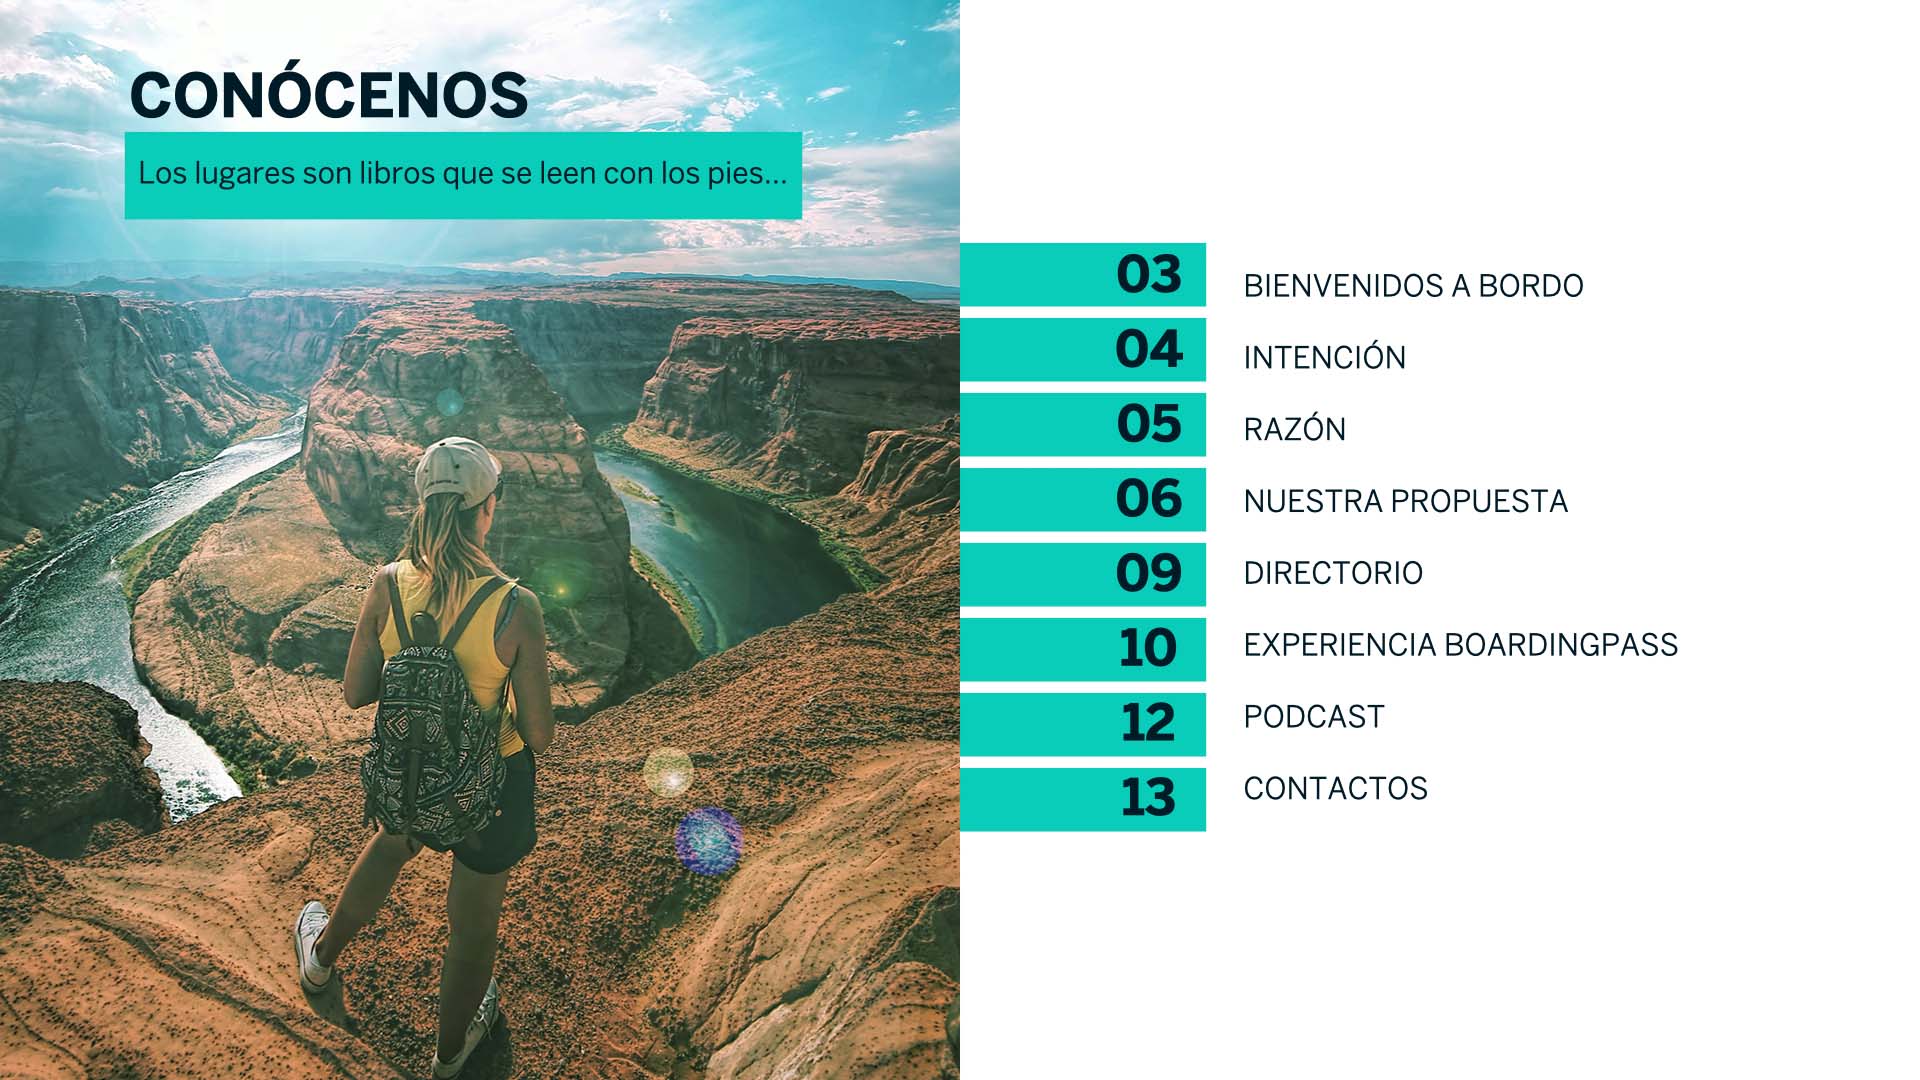 CONÓCENOS
Los lugares son libros que se leen con los pies...
03 BIENVENIDOS A BORDO
04 INTENCIÓN
05 RAZÓN
06 NUESTRA PROPUESTA
09 DIRECTORIO
10 EXPERIENCIA BOARDINGPASS
12 PODCAST
13 CONTACTOS